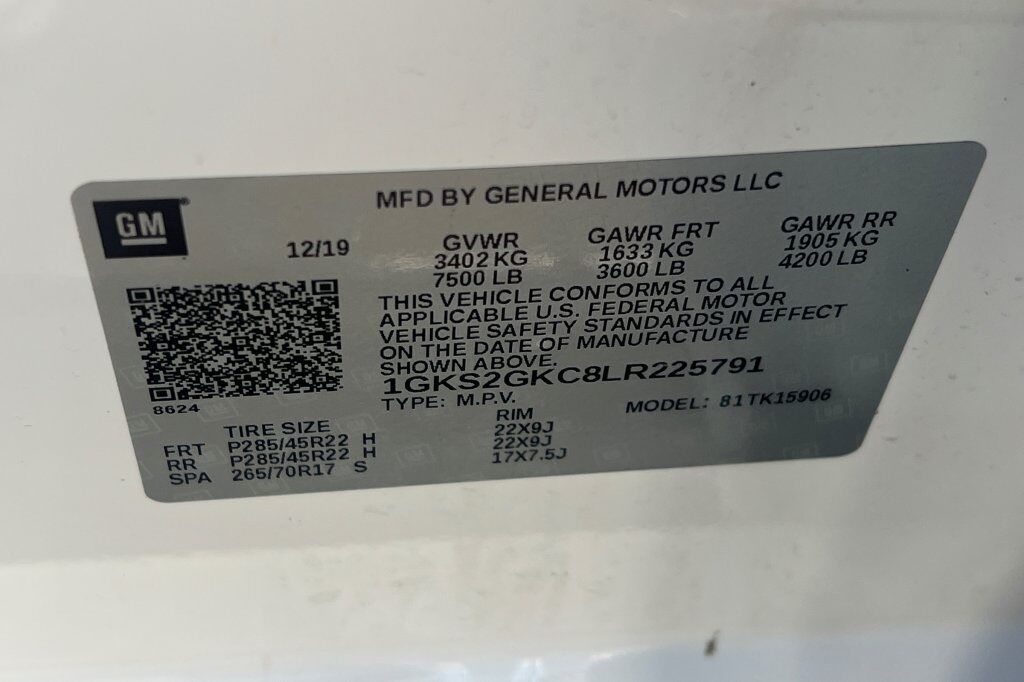 GM
MFD BY GENERAL MOTORS LLC
12/19 GVWR GAWR FRT GAWR RR
3402 KG 1633 KG 1905 KG
7500 LB 3600 LB 4200 LB
THIS VEHICLE CONFORMS TO ALL
APPLICABLE U.S. FEDERAL MOTOR
VEHICLE SAFETY STANDARDS IN EFFECT
ON THE DATE OF MANUFACTURE
SHOWN ABOVE.
1GKS2GKC8LR225791
8624
TYPE: M.P.V. MODEL: 81TK15906
TIRE SIZE RIM
FRT P285/45R22 H 22X9J
RR P285/45R22 H 22X9J
SPA 265/70R17 S 17X7.5J